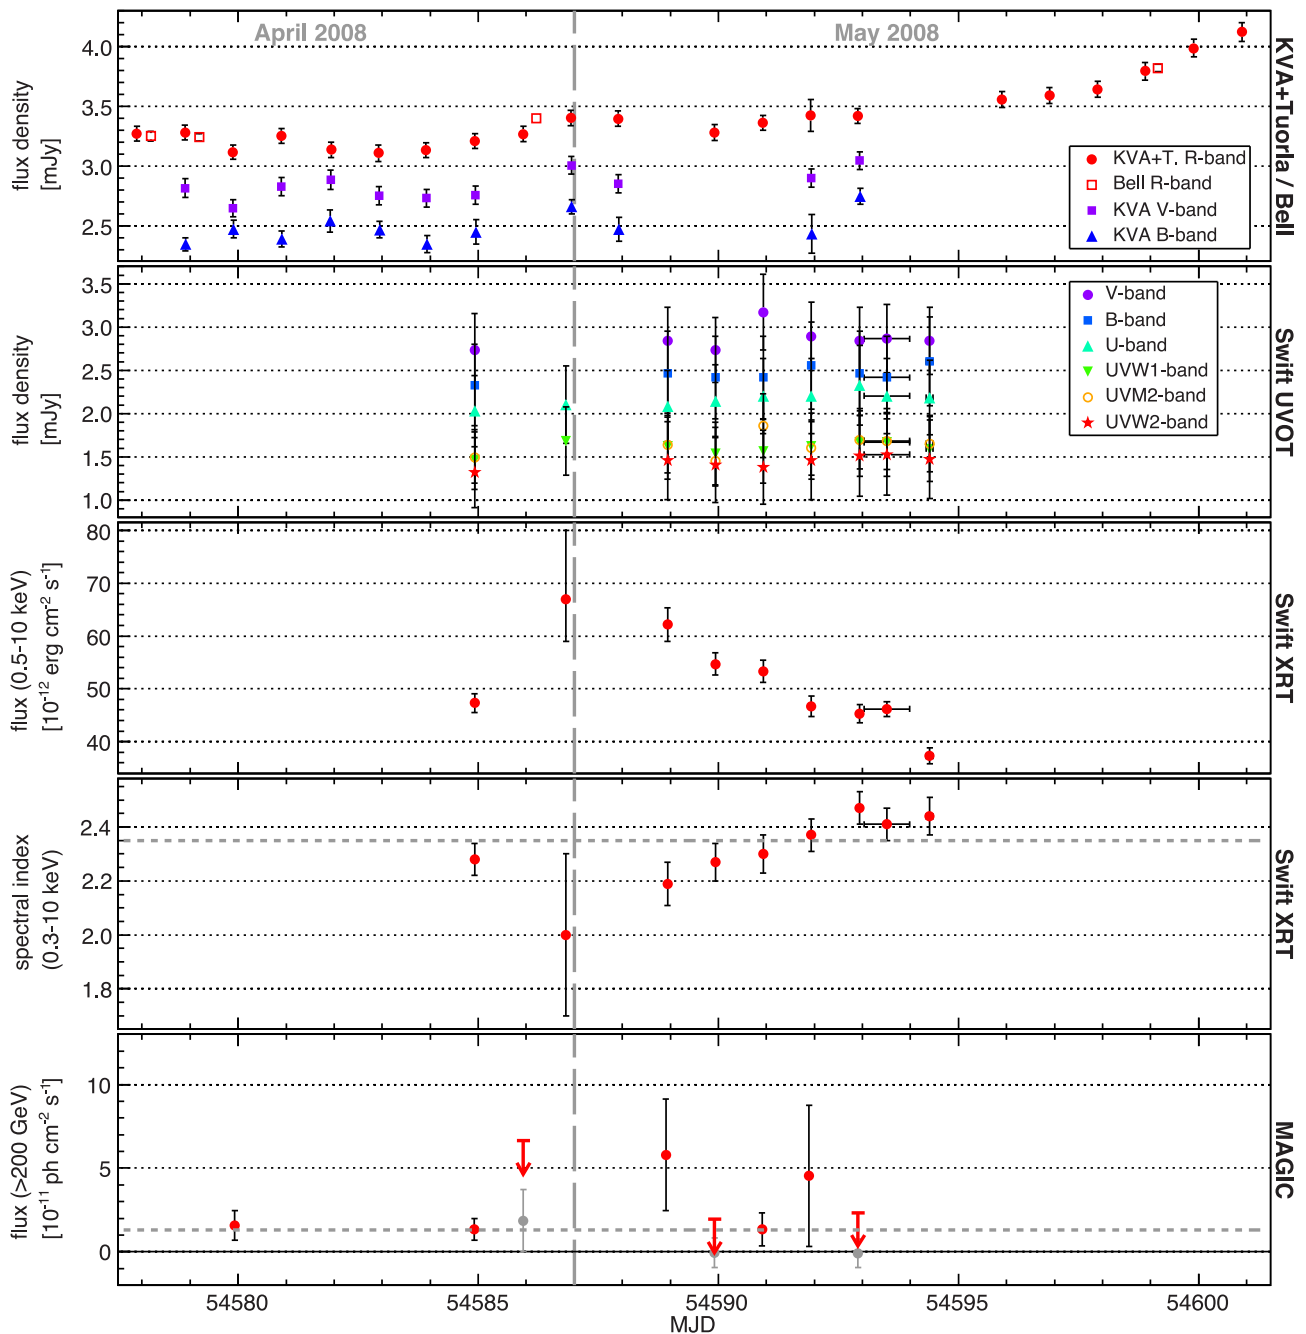 April 2008
May 2008
4.0
3.5
3.0
2.5
flux density
[mJy]
KVA+T. R-band
Bell R-band
KVA V-band
KVA B-band
KVA+Tuorla / Bell
3.5
3.0
2.5
2.0
1.5
1.0
flux density
[mJy]
V-band
B-band
U-band
UVW1-band
UVM2-band
UVW2-band
Swift UVOT
80
70
60
50
40
flux (0.5-10 keV)
[10⁻¹² erg cm⁻² s⁻¹]
Swift XRT
2.4
2.2
2.0
1.8
spectral index
(0.3-10 keV)
Swift XRT
10
5
0
flux (>200 GeV)
[10⁻¹¹ ph cm⁻² s⁻¹]
MAGIC
54580
54585
54590
54595
54600
MJD